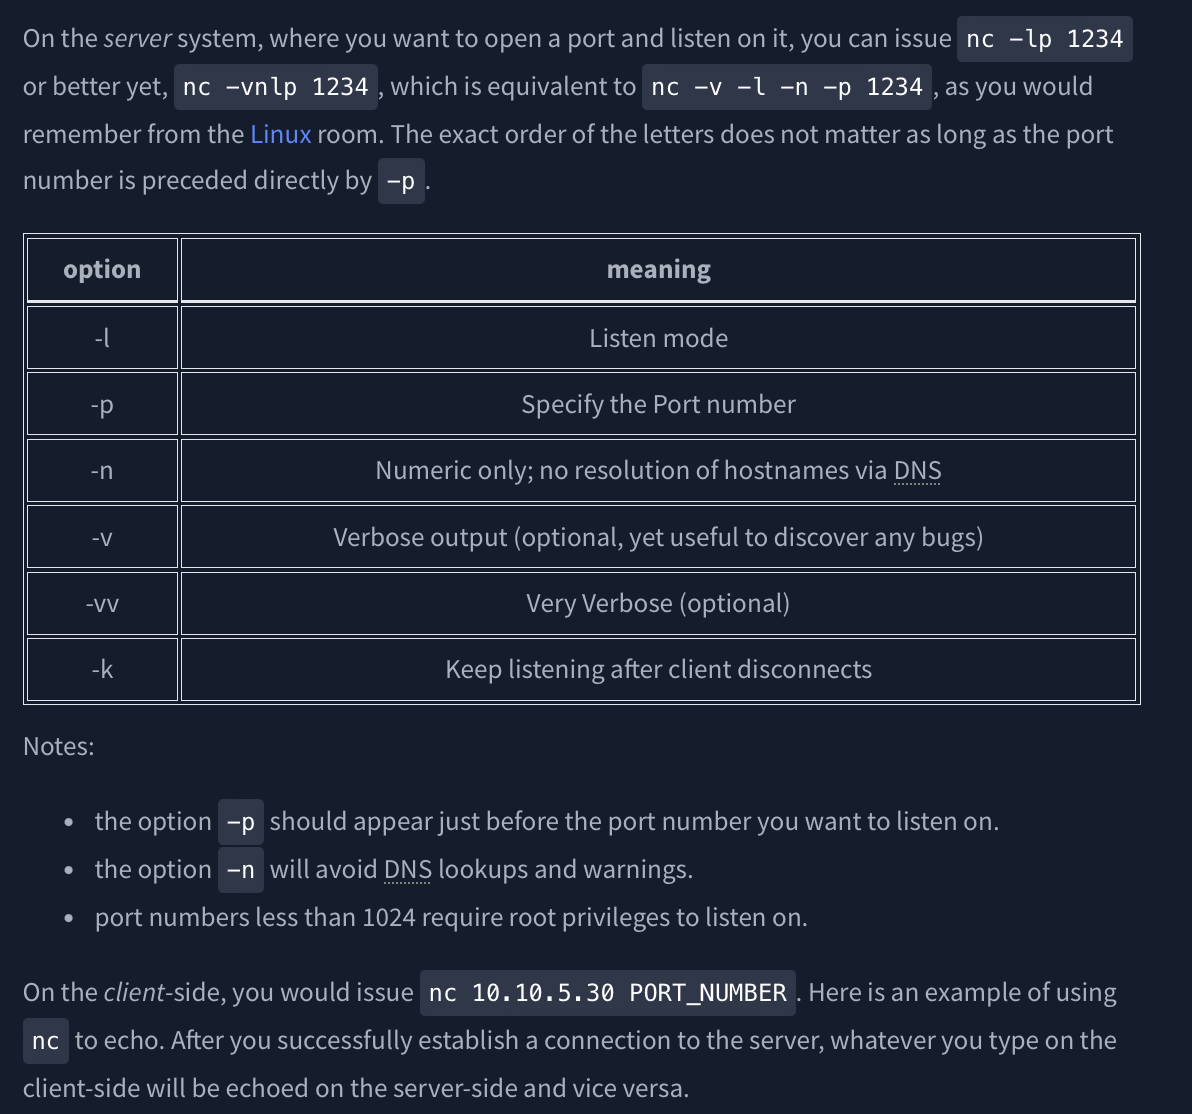 On the server system, where you want to open a port and listen on it, you can issue nc -lp 1234
or better yet, nc -vnlp 1234, which is equivalent to nc -v -l -n -p 1234, as you would
remember from the Linux room. The exact order of the letters does not matter as long as the port
number is preceded directly by -p.
option meaning
-l Listen mode
-p Specify the Port number
-n Numeric only; no resolution of hostnames via DNS
-v Verbose output (optional, yet useful to discover any bugs)
-vv Very Verbose (optional)
-k Keep listening after client disconnects
Notes:
• the option -p should appear just before the port number you want to listen on.
• the option -n will avoid DNS lookups and warnings.
• port numbers less than 1024 require root privileges to listen on.
On the client-side, you would issue nc 10.10.5.30 PORT_NUMBER. Here is an example of using
nc to echo. After you successfully establish a connection to the server, whatever you type on the
client-side will be echoed on the server-side and vice versa.